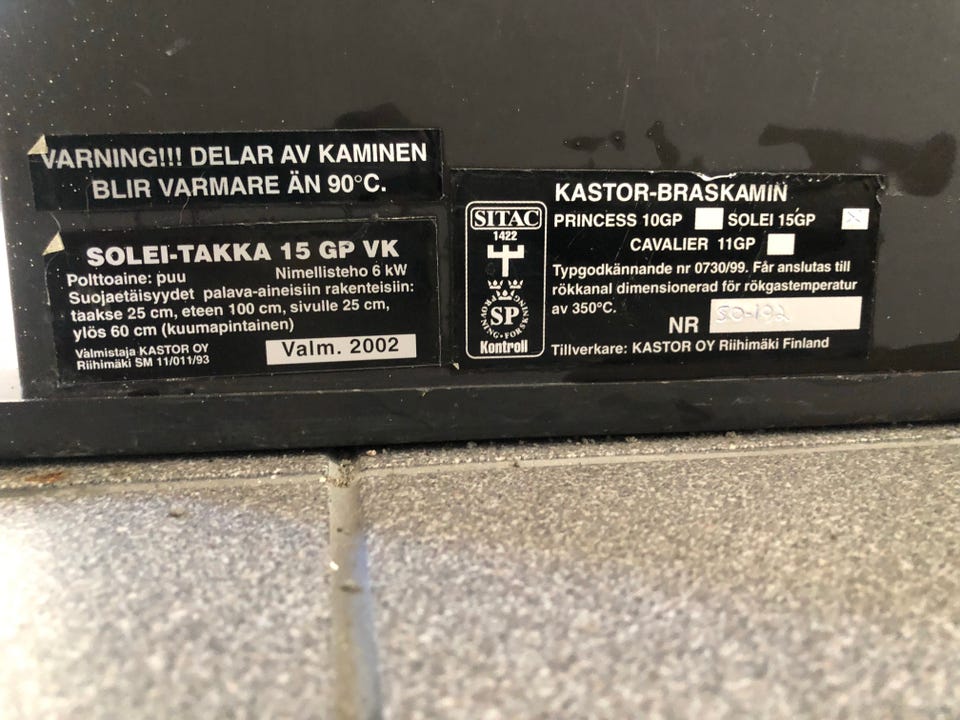 VARNING!!! DELAR AV KAMINEN
BLIR VARMARE ÄN 90°C.
SOLEI-TAKKA 15 GP VK
Polttoaine: puu Nimellisteho 6 kW
Suojaetäisyydet palava-aineisiin rakenteisiin:
taakse 25 cm, eteen 100 cm, sivulle 25 cm,
ylös 60 cm (kuumapintainen)
Valmistaja KASTOR OY
Riihimäki SM 11/011/93
Valm. 2002
SITAC
1422
PROVNING · FORSKNING
SP
Kontroll
KASTOR-BRASKAMIN
PRINCESS 10GP SOLEI 15GP X
CAVALIER 11GP
Typgodkännande nr 0730/99. Får anslutas till
rökkanal dimensionerad för rökgastemperatur
av 350°C.
NR SO-192
Tillverkare: KASTOR OY Riihimäki Finland